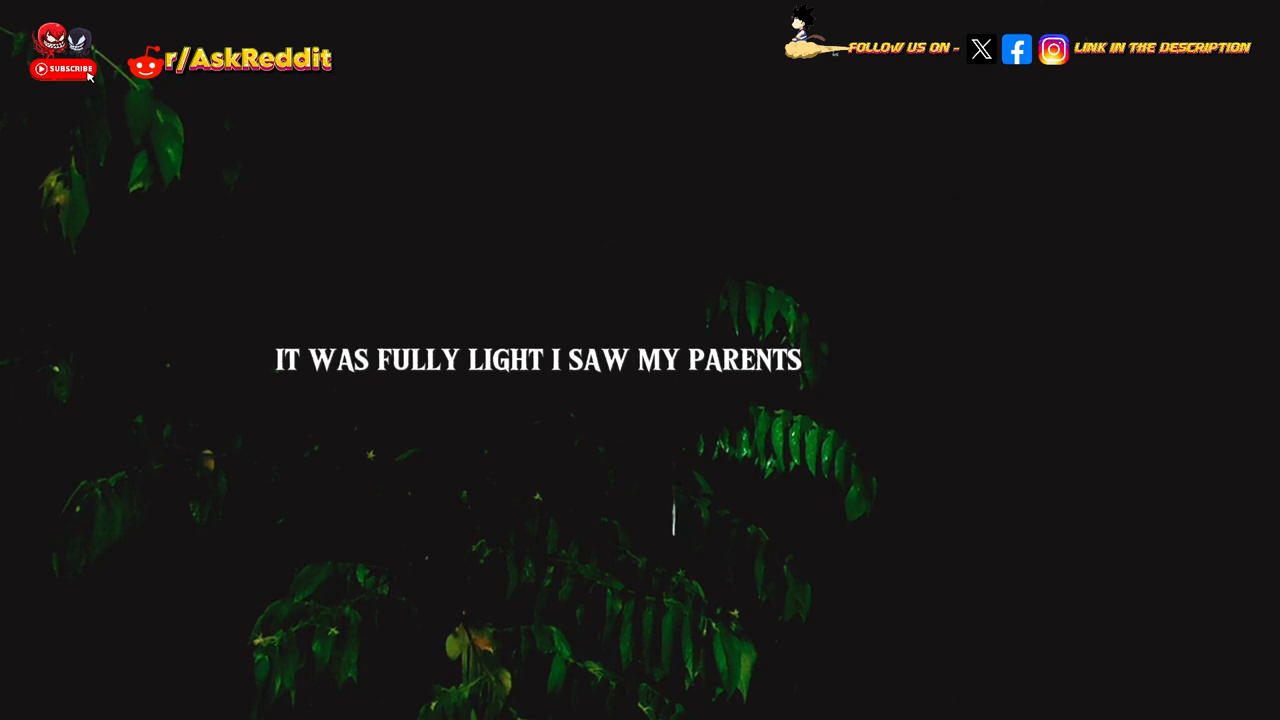 SUBSCRIBE
r/AskReddit
FOLLOW US ON -
LINK IN THE DESCRIPTION
IT WAS FULLY LIGHT I SAW MY PARENTS